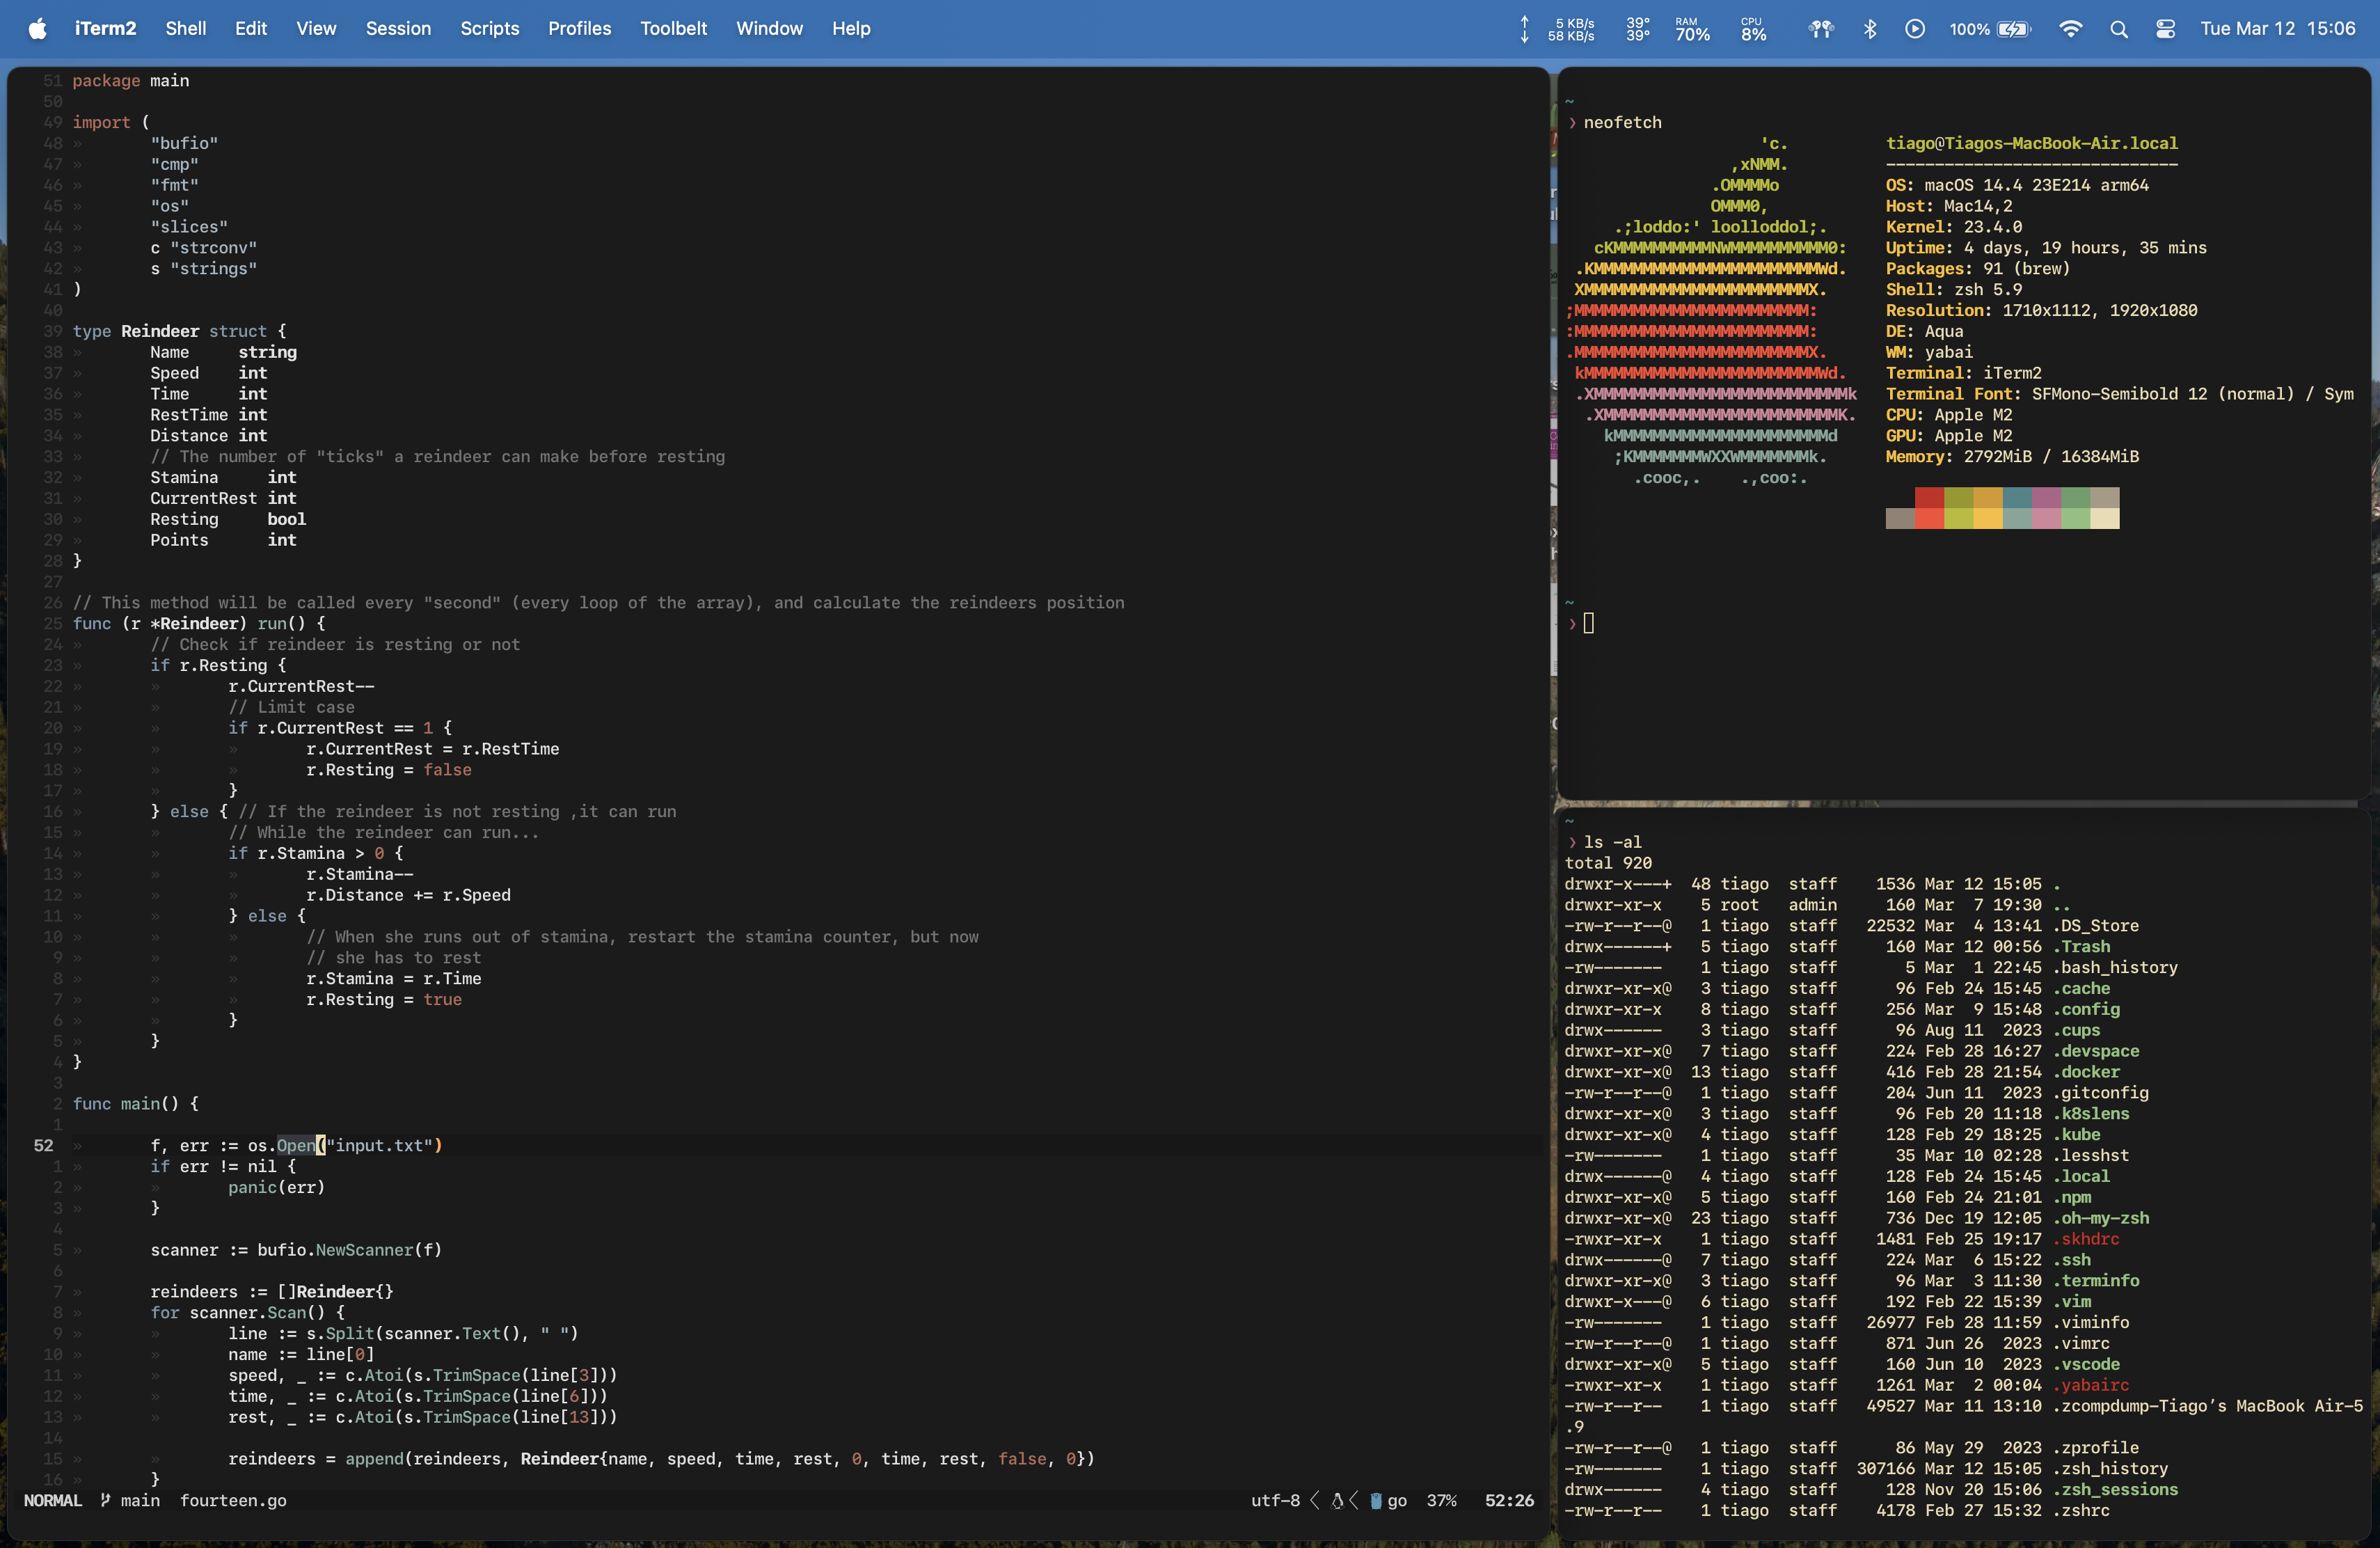 iTerm2 Shell Edit View Session Scripts Profiles Toolbelt Window Help
5 KB/s
58 KB/s
39°
39°
RAM
70%
CPU
8%
100%
Tue Mar 12 15:06
51 package main
50
49 import (
48 » "bufio"
47 » "cmp"
46 » "fmt"
45 » "os"
44 » "slices"
43 » c "strconv"
42 » s "strings"
41 )
40
39 type Reindeer struct {
38 » Name string
37 » Speed int
36 » Time int
35 » RestTime int
34 » Distance int
33 » // The number of "ticks" a reindeer can make before resting
32 » Stamina int
31 » CurrentRest int
30 » Resting bool
29 » Points int
28 }
27
26 // This method will be called every "second" (every loop of the array), and calculate the reindeers position
25 func (r *Reindeer) run() {
24 » // Check if reindeer is resting or not
23 » if r.Resting {
22 » » r.CurrentRest--
21 » » // Limit case
20 » » if r.CurrentRest == 1 {
19 » » » r.CurrentRest = r.RestTime
18 » » » r.Resting = false
17 » » }
16 » } else { // If the reindeer is not resting ,it can run
15 » » // While the reindeer can run...
14 » » if r.Stamina > 0 {
13 » » » r.Stamina--
12 » » » r.Distance += r.Speed
11 » » } else {
10 » » » // When she runs out of stamina, restart the stamina counter, but now
9 » » » // she has to rest
8 » » » r.Stamina = r.Time
7 » » » r.Resting = true
6 » » }
5 » }
4 }
3
2 func main() {
1
52 » f, err := os.Open("input.txt")
1 » if err != nil {
2 » » panic(err)
3 » }
4
5 » scanner := bufio.NewScanner(f)
6
7 » reindeers := []Reindeer{}
8 » for scanner.Scan() {
9 » » line := s.Split(scanner.Text(), " ")
10 » » name := line[0]
11 » » speed, _ := c.Atoi(s.TrimSpace(line[3]))
12 » » time, _ := c.Atoi(s.TrimSpace(line[6]))
13 » » rest, _ := c.Atoi(s.TrimSpace(line[13]))
14
15 » » reindeers = append(reindeers, Reindeer{name, speed, time, rest, 0, time, rest, false, 0})
16 » }
NORMAL main fourteen.go utf-8 go 37% 52:26
~
❯ neofetch
'c.
,xNMM.
.OMMMMo
OMMM0,
.;loddo:' loolloddol;.
cKMMMMMMMMMMNWMMMMMMMMMM0:
.KMMMMMMMMMMMMMMMMMMMMMMMWd.
XMMMMMMMMMMMMMMMMMMMMMMMX.
;MMMMMMMMMMMMMMMMMMMMMMMM:
:MMMMMMMMMMMMMMMMMMMMMMMM:
.MMMMMMMMMMMMMMMMMMMMMMMMX.
kMMMMMMMMMMMMMMMMMMMMMMMMWd.
.XMMMMMMMMMMMMMMMMMMMMMMMMMMk
.XMMMMMMMMMMMMMMMMMMMMMMMMK.
kMMMMMMMMMMMMMMMMMMMMMMd
;KMMMMMMMWXXWMMMMMMMk.
.cooc,. .,coo:.
tiago@Tiagos-MacBook-Air.local
------------------------------
OS: macOS 14.4 23E214 arm64
Host: Mac14,2
Kernel: 23.4.0
Uptime: 4 days, 19 hours, 35 mins
Packages: 91 (brew)
Shell: zsh 5.9
Resolution: 1710x1112, 1920x1080
DE: Aqua
WM: yabai
Terminal: iTerm2
Terminal Font: SFMono-Semibold 12 (normal) / Sym
CPU: Apple M2
GPU: Apple M2
Memory: 2792MiB / 16384MiB
~
❯
~
❯ ls -al
total 920
drwxr-x---+ 48 tiago staff 1536 Mar 12 15:05 .
drwxr-xr-x 5 root admin 160 Mar 7 19:30 ..
-rw-r--r--@ 1 tiago staff 22532 Mar 4 13:41 .DS_Store
drwx------+ 5 tiago staff 160 Mar 12 00:56 .Trash
-rw------- 1 tiago staff 5 Mar 1 22:45 .bash_history
drwxr-xr-x@ 3 tiago staff 96 Feb 24 15:45 .cache
drwxr-xr-x 8 tiago staff 256 Mar 9 15:48 .config
drwx------ 3 tiago staff 96 Aug 11 2023 .cups
drwxr-xr-x@ 7 tiago staff 224 Feb 28 16:27 .devspace
drwxr-xr-x@ 13 tiago staff 416 Feb 28 21:54 .docker
-rw-r--r--@ 1 tiago staff 204 Jun 11 2023 .gitconfig
drwxr-xr-x@ 3 tiago staff 96 Feb 20 11:18 .k8slens
drwxr-xr-x@ 4 tiago staff 128 Feb 29 18:25 .kube
-rw------- 1 tiago staff 35 Mar 10 02:28 .lesshst
drwx------@ 4 tiago staff 128 Feb 24 15:45 .local
drwxr-xr-x@ 5 tiago staff 160 Feb 24 21:01 .npm
drwxr-xr-x@ 23 tiago staff 736 Dec 19 12:05 .oh-my-zsh
-rwxr-xr-x 1 tiago staff 1481 Feb 25 19:17 .skhdrc
drwx------@ 7 tiago staff 224 Mar 6 15:22 .ssh
drwxr-xr-x@ 3 tiago staff 96 Mar 3 11:30 .terminfo
drwxr-x---@ 6 tiago staff 192 Feb 22 15:39 .vim
-rw------- 1 tiago staff 26977 Feb 28 11:59 .viminfo
-rw-r--r--@ 1 tiago staff 871 Jun 26 2023 .vimrc
drwxr-xr-x@ 5 tiago staff 160 Jun 10 2023 .vscode
-rwxr-xr-x 1 tiago staff 1261 Mar 2 00:04 .yabairc
-rw-r--r-- 1 tiago staff 49527 Mar 11 13:10 .zcompdump-Tiago’s MacBook Air-5
.9
-rw-r--r--@ 1 tiago staff 86 May 29 2023 .zprofile
-rw------- 1 tiago staff 307166 Mar 12 15:05 .zsh_history
drwx------ 4 tiago staff 128 Nov 20 15:06 .zsh_sessions
-rw-r--r-- 1 tiago staff 4178 Feb 27 15:32 .zshrc